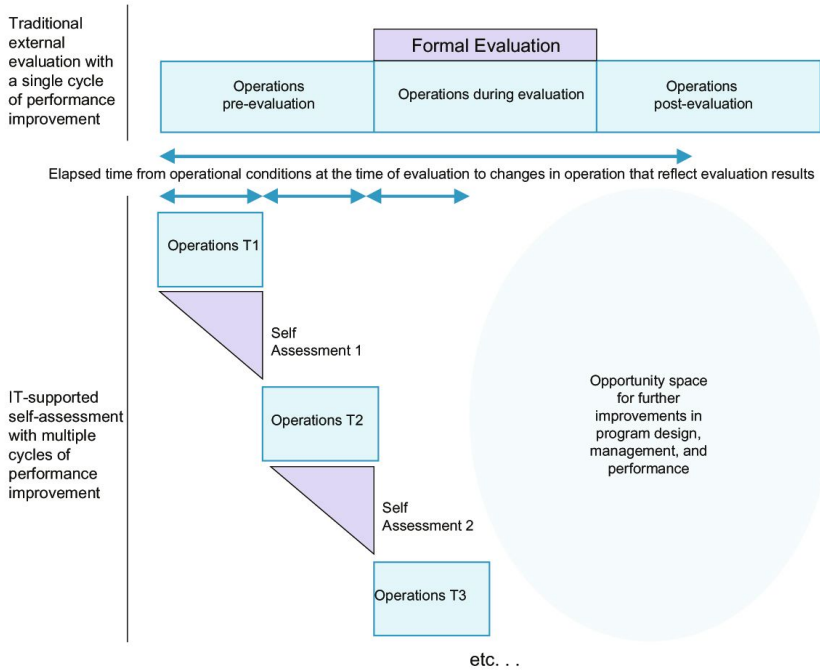 Traditional
external
evaluation with
a single cycle
of performance
improvement
Formal Evaluation
Operations
pre-evaluation
Operations during evaluation
Operations
post-evaluation
Elapsed time from operational conditions at the time of evaluation to changes in operation that reflect evaluation results
Operations T1
Self
Assessment 1
IT-supported
self-assessment
with multiple
cycles of
performance
improvement
Operations T2
Self
Assessment 2
Operations T3
Opportunity space
for further
improvements in
program design,
management, and
performance
etc. . .